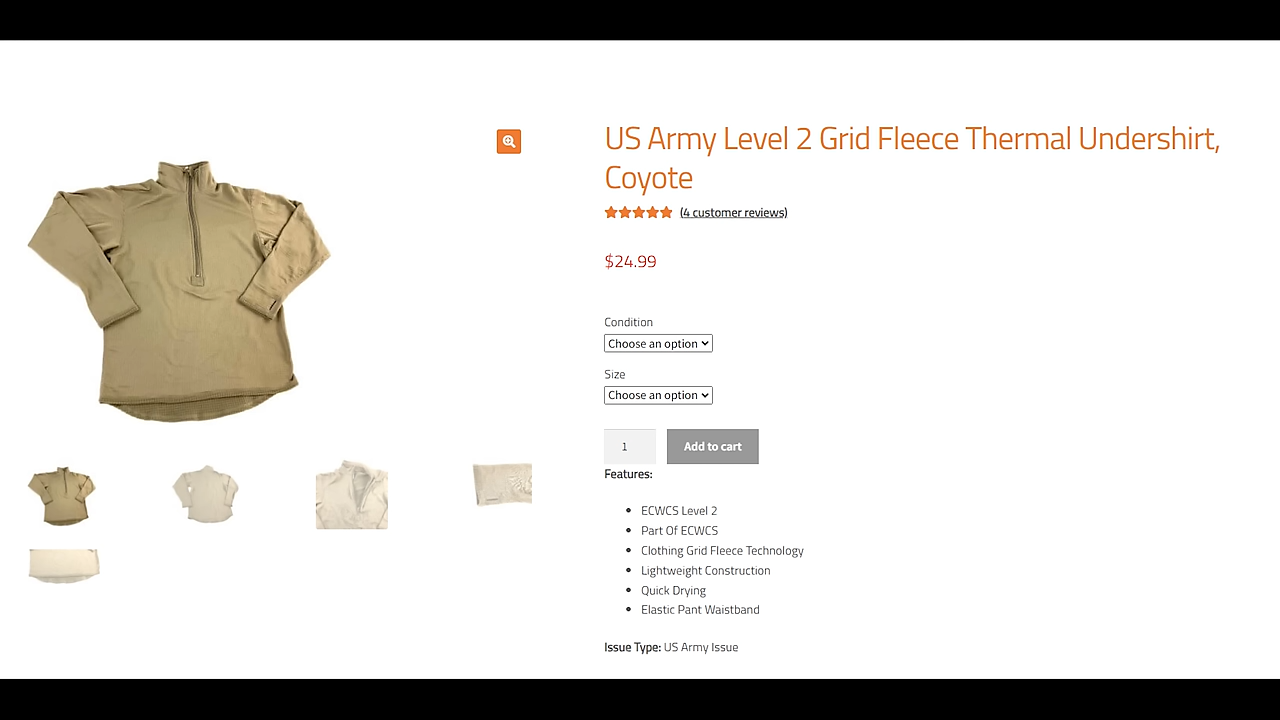 US Army Level 2 Grid Fleece Thermal Undershirt,
Coyote
(4 customer reviews)
$24.99
Condition
Choose an option
Size
Choose an option
1
Add to cart
Features:
ECWCS Level 2
Part Of ECWCS
Clothing Grid Fleece Technology
Lightweight Construction
Quick Drying
Elastic Pant Waistband
Issue Type: US Army Issue